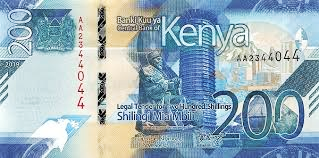 200
2019
AA2344044
Banki Kuu ya
Central Bank of
Kenya
AA2344044
Legal Tender for Two Hundred Shillings
Shilingi Mia Mbili
200